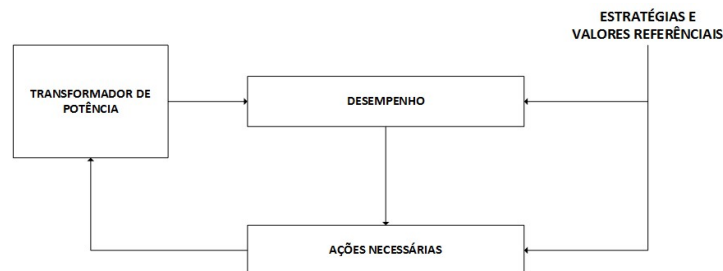 ESTRATÉGIAS E
VALORES REFERÊNCIAIS
TRANSFORMADOR DE
POTÊNCIA
DESEMPENHO
AÇÕES NECESSÁRIAS